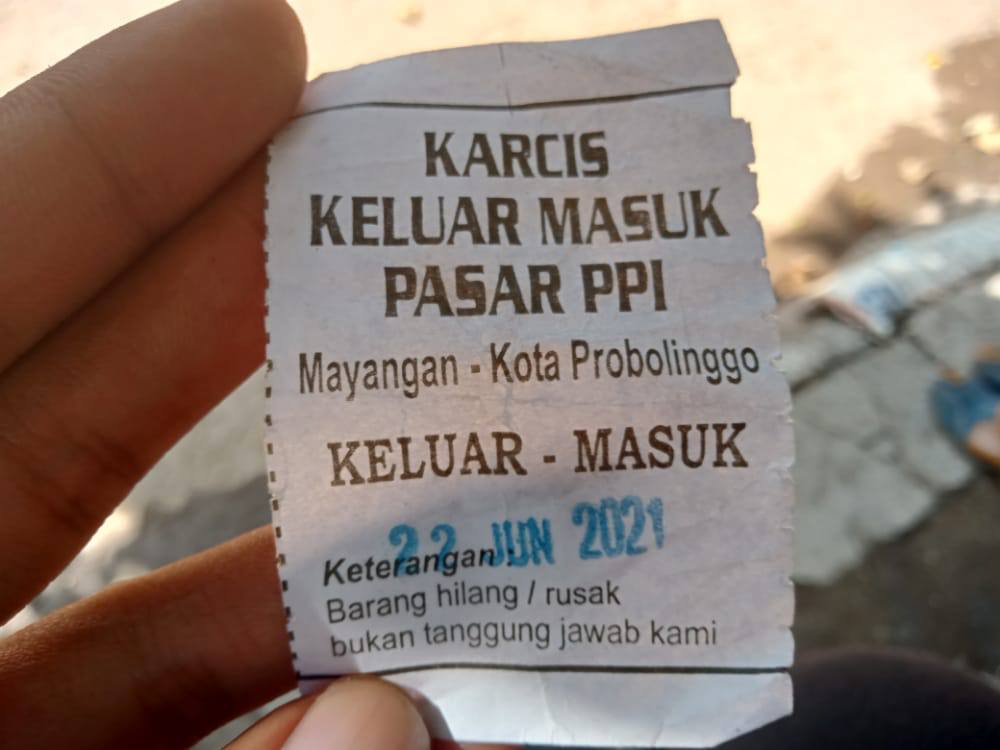 KARCIS
KELUAR MASUK
PASAR PPI
Mayangan - Kota Probolinggo
KELUAR - MASUK
22 JUN 2021
Keterangan :
Barang hilang / rusak
bukan tanggung jawab kami